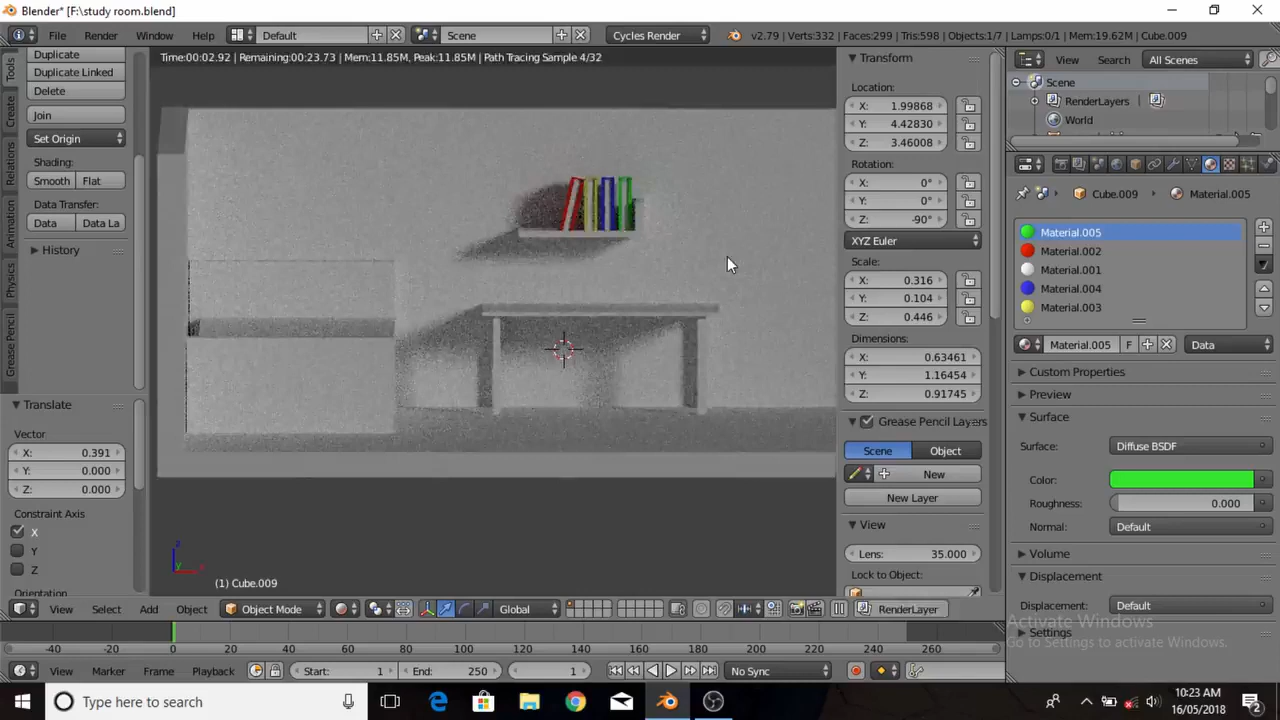 Blender* [F:\study room.blend]
File Render Window Help Default Scene Cycles Render v2.79 | Verts:332 | Faces:299 | Tris:598 | Objects:1/7 | Lamps:0/1 | Mem:19.62M | Cube.009
Time:00:02.92 | Remaining:00:23.73 | Mem:11.85M, Peak:11.85M | Path Tracing Sample 4/32
Tools
Create
Relations
Animation
Physics
Grease Pencil
Duplicate
Duplicate Linked
Delete
Join
Set Origin
Shading:
Smooth Flat
Data Transfer:
Data Data La
History
Translate
Vector
X: 0.391
Y: 0.000
Z: 0.000
Constraint Axis
X
Y
Z
Orientation
z
(1) Cube.009
Transform
Location:
X: 1.99868
Y: 4.42830
Z: 3.46008
Rotation:
X: 0°
Y: 0°
Z: -90°
XYZ Euler
Scale:
X: 0.316
Y: 0.104
Z: 0.446
Dimensions:
X: 0.63461
Y: 1.16454
Z: 0.91745
Grease Pencil Layers
Scene Object
New
New Layer
View
Lens: 35.000
Lock to Object:
View Search All Scenes
Scene
RenderLayers
World
Cube.009 Material.005
Material.005
Material.002
Material.001
Material.004
Material.003
Material.005 F Data
Custom Properties
Preview
Surface
Surface: Diffuse BSDF
Color:
Roughness: 0.000
Normal: Default
Volume
Displacement
Displacement: Default
Settings
Activate Windows
Go to Settings to activate Windows.
View Select Add Object Object Mode Global RenderLayer
-40 -20 0 20 40 60 80 100 120 140 160 180 200 220 240 260
View Marker Frame Playback Start: 1 End: 250 1 No Sync
Type here to search
10:23 AM
16/05/2018
2